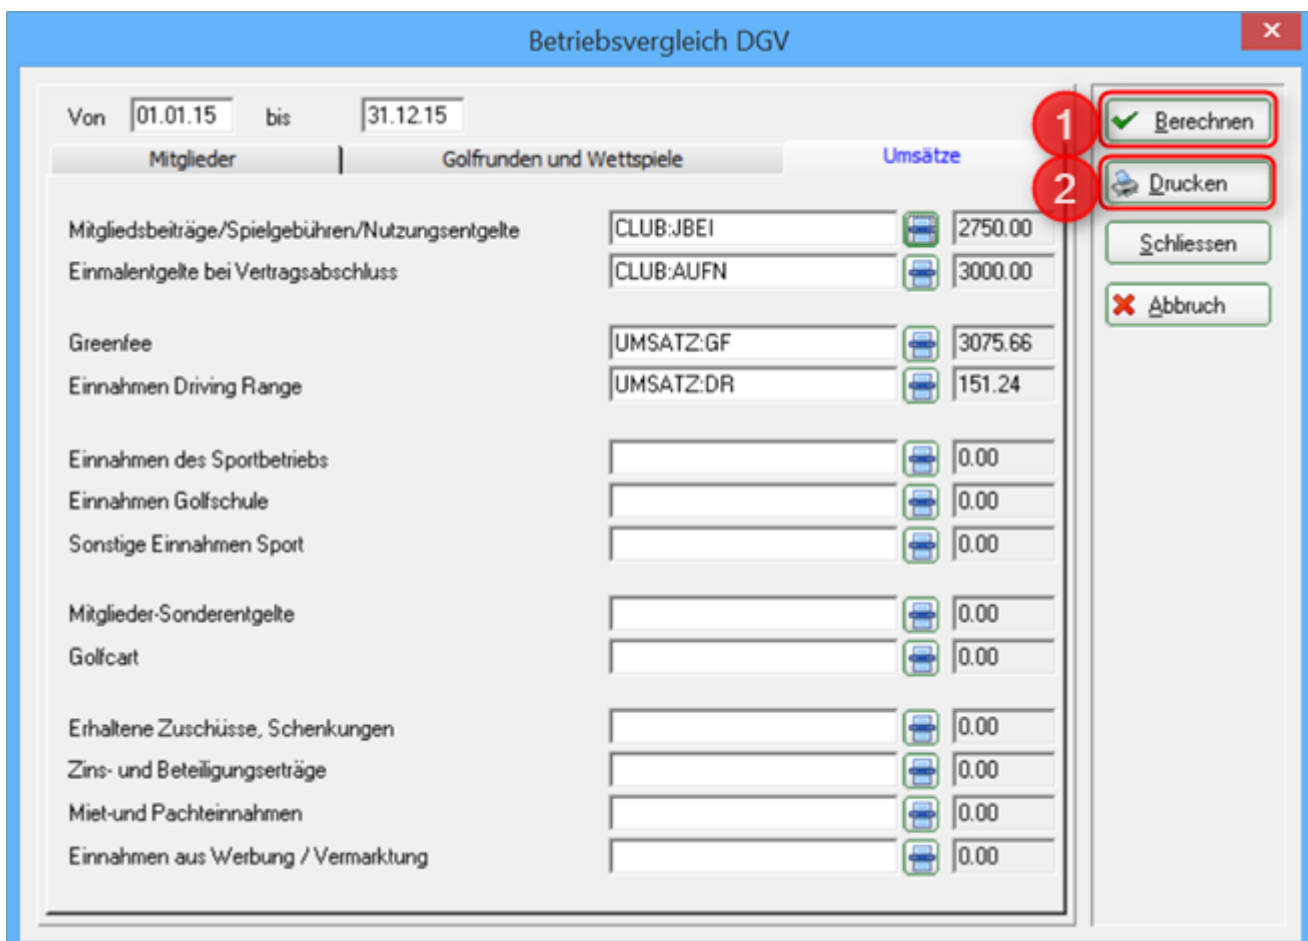 Betriebsvergleich DGV
Von 01.01.15 bis 31.12.15
Mitglieder Golfrunden und Wettspiele Umsätze
Mitgliedsbeiträge/Spielgebühren/Nutzungsentgelte CLUB:JBEI 2750.00
Einmalentgelte bei Vertragsabschluss CLUB:AUFN 3000.00
Greenfee UMSATZ:GF 3075.66
Einnahmen Driving Range UMSATZ:DR 151.24
Einnahmen des Sportbetriebs 0.00
Einnahmen Golfschule 0.00
Sonstige Einnahmen Sport 0.00
Mitglieder-Sonderentgelte 0.00
Golfcart 0.00
Erhaltene Zuschüsse, Schenkungen 0.00
Zins- und Beteiligungserträge 0.00
Miet-und Pachteinnahmen 0.00
Einnahmen aus Werbung / Vermarktung 0.00
1 Berechnen
2 Drucken
Schliessen
Abbruch